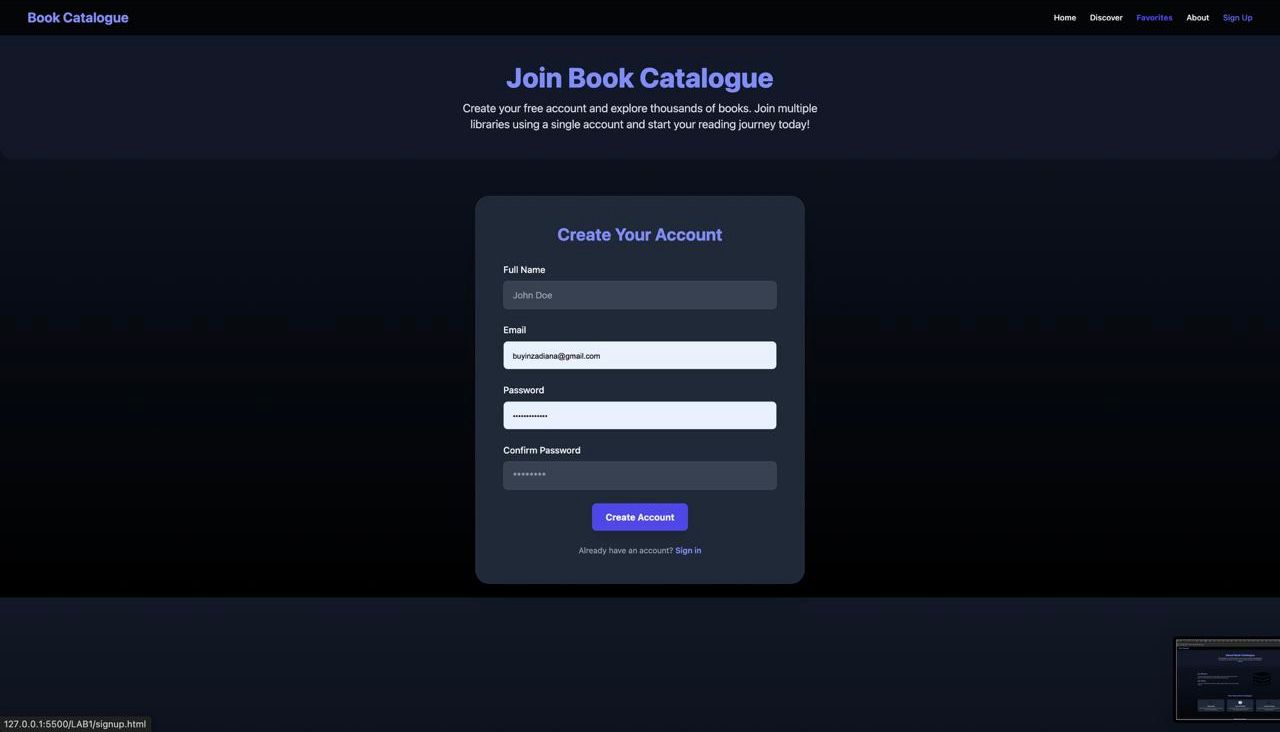 Book Catalogue
Home Discover Favorites About Sign Up
Join Book Catalogue
Create your free account and explore thousands of books. Join multiple
libraries using a single account and start your reading journey today!
Create Your Account
Full Name
John Doe
Email
buyinzadiana@gmail.com
Password
•••••••••••••
Confirm Password
********
Create Account
Already have an account? Sign in
127.0.0.1:5500/LAB1/signup.html